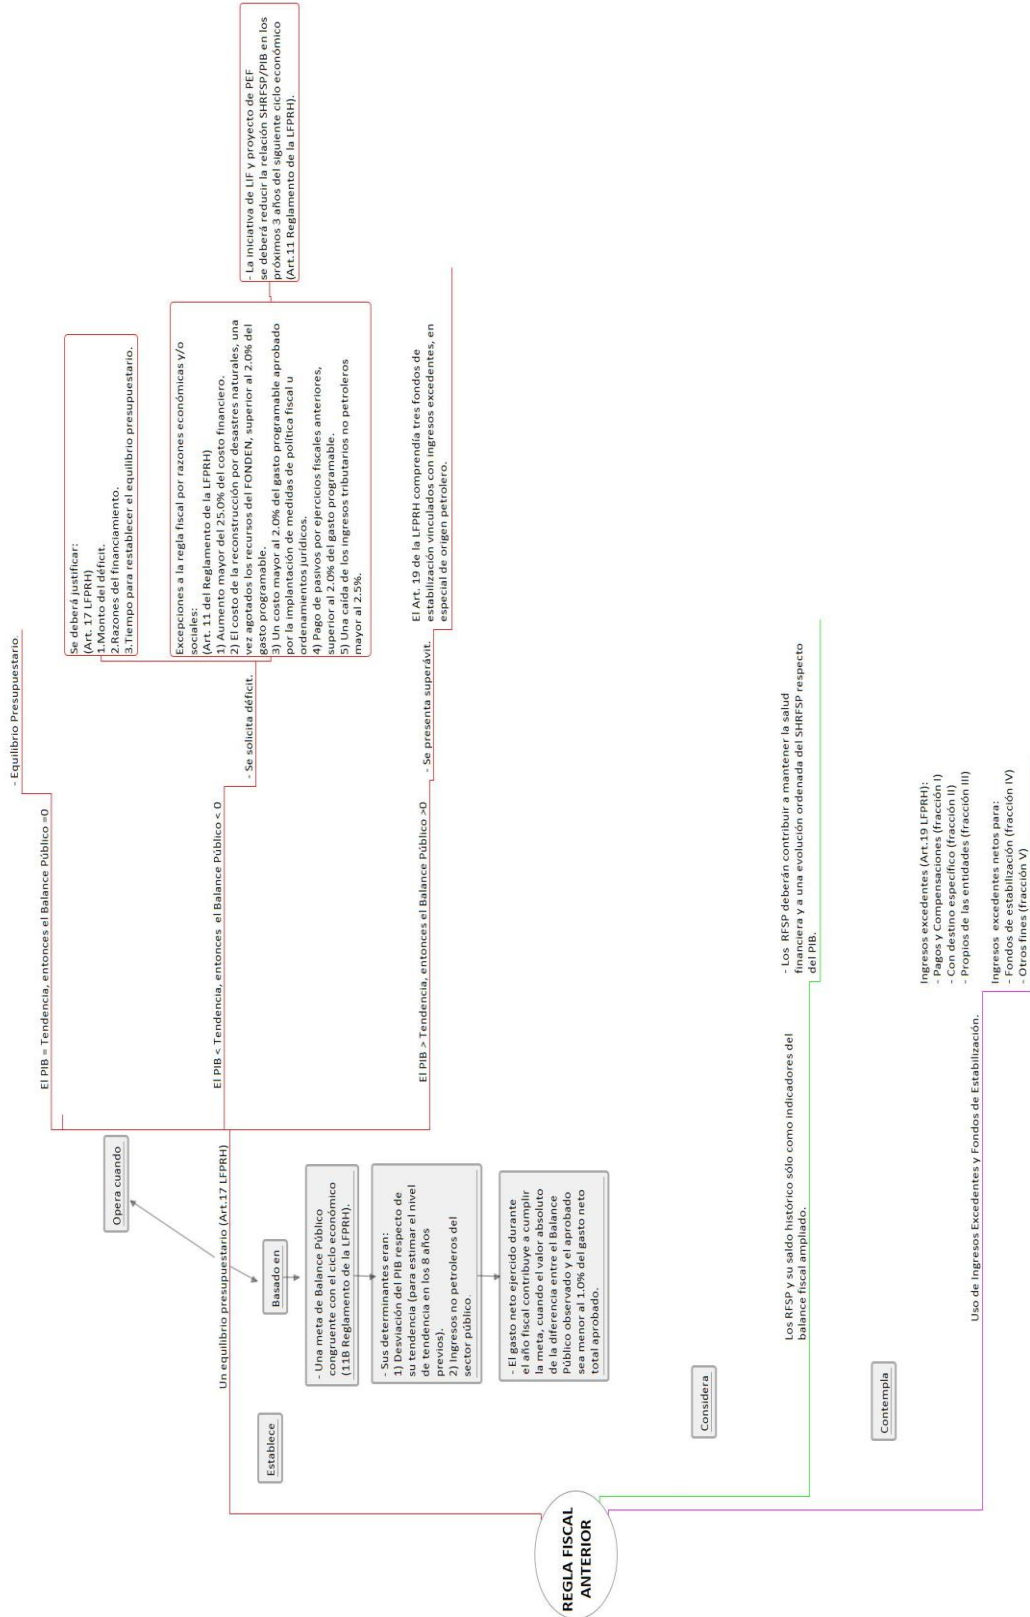 REGLA FISCAL
ANTERIOR
Establece
Un equilibrio presupuestario (Art.17 LFPRH)
Opera cuando
Basado en
- Una meta de Balance Público
congruente con el ciclo económico
(11B Reglamento de la LFPRH).
- Sus determinantes eran:
1) Desviación del PIB respecto de
su tendencia (para estimar el nivel
de tendencia en los 8 años
previos).
2) Ingresos no petroleros del
sector público.
- El gasto neto ejercido durante
el año fiscal contribuye a cumplir
la meta, cuando el valor absoluto
de la diferencia entre el Balance
Público observado y el aprobado
sea menor al 1.0% del gasto neto
total aprobado.
El PIB = Tendencia, entonces el Balance Público =0
- Equilibrio Presupuestario.
El PIB < Tendencia, entonces el Balance Público < 0
- Se solicita déficit.
Se deberá justificar:
(Art. 17 LFPRH)
1.Monto del déficit.
2.Razones del financiamiento.
3.Tiempo para restablecer el equilibrio presupuestario.
Excepciones a la regla fiscal por razones económicas y/o
sociales:
(Art. 11 del Reglamento de la LFPRH)
1) Aumento mayor del 25.0% del costo financiero.
2) El costo de la reconstrucción por desastres naturales, una
vez agotados los recursos del FONDEN, superior al 2.0% del
gasto programable.
3) Un costo mayor al 2.0% del gasto programable aprobado
por la implantación de medidas de política fiscal u
ordenamientos jurídicos.
4) Pago de pasivos por ejercicios fiscales anteriores,
superior al 2.0% del gasto programable.
5) Una caída de los ingresos tributarios no petroleros
mayor al 2.5%.
- La iniciativa de LIF y proyecto de PEF
se deberá reducir la relación SHRFSP/PIB en los
próximos 3 años del siguiente ciclo económico
(Art.11 Reglamento de la LFPRH).
El PIB > Tendencia, entonces el Balance Público >0
- Se presenta superávit.
El Art. 19 de la LFPRH comprendía tres fondos de
estabilización vinculados con ingresos excedentes, en
especial de origen petrolero.
Considera
Los RFSP y su saldo histórico sólo como indicadores del
balance fiscal ampliado.
- Los RFSP deberán contribuir a mantener la salud
financiera y a una evolución ordenada del SHRFSP respecto
del PIB.
Contempla
Uso de Ingresos Excedentes y Fondos de Estabilización.
Ingresos excedentes (Art.19 LFPRH):
- Pagos y Compensaciones (fracción I)
- Con destino específico (fracción II)
- Propios de las entidades (fracción III)
Ingresos excedentes netos para:
- Fondos de estabilización (fracción IV)
- Otros fines (fracción V)